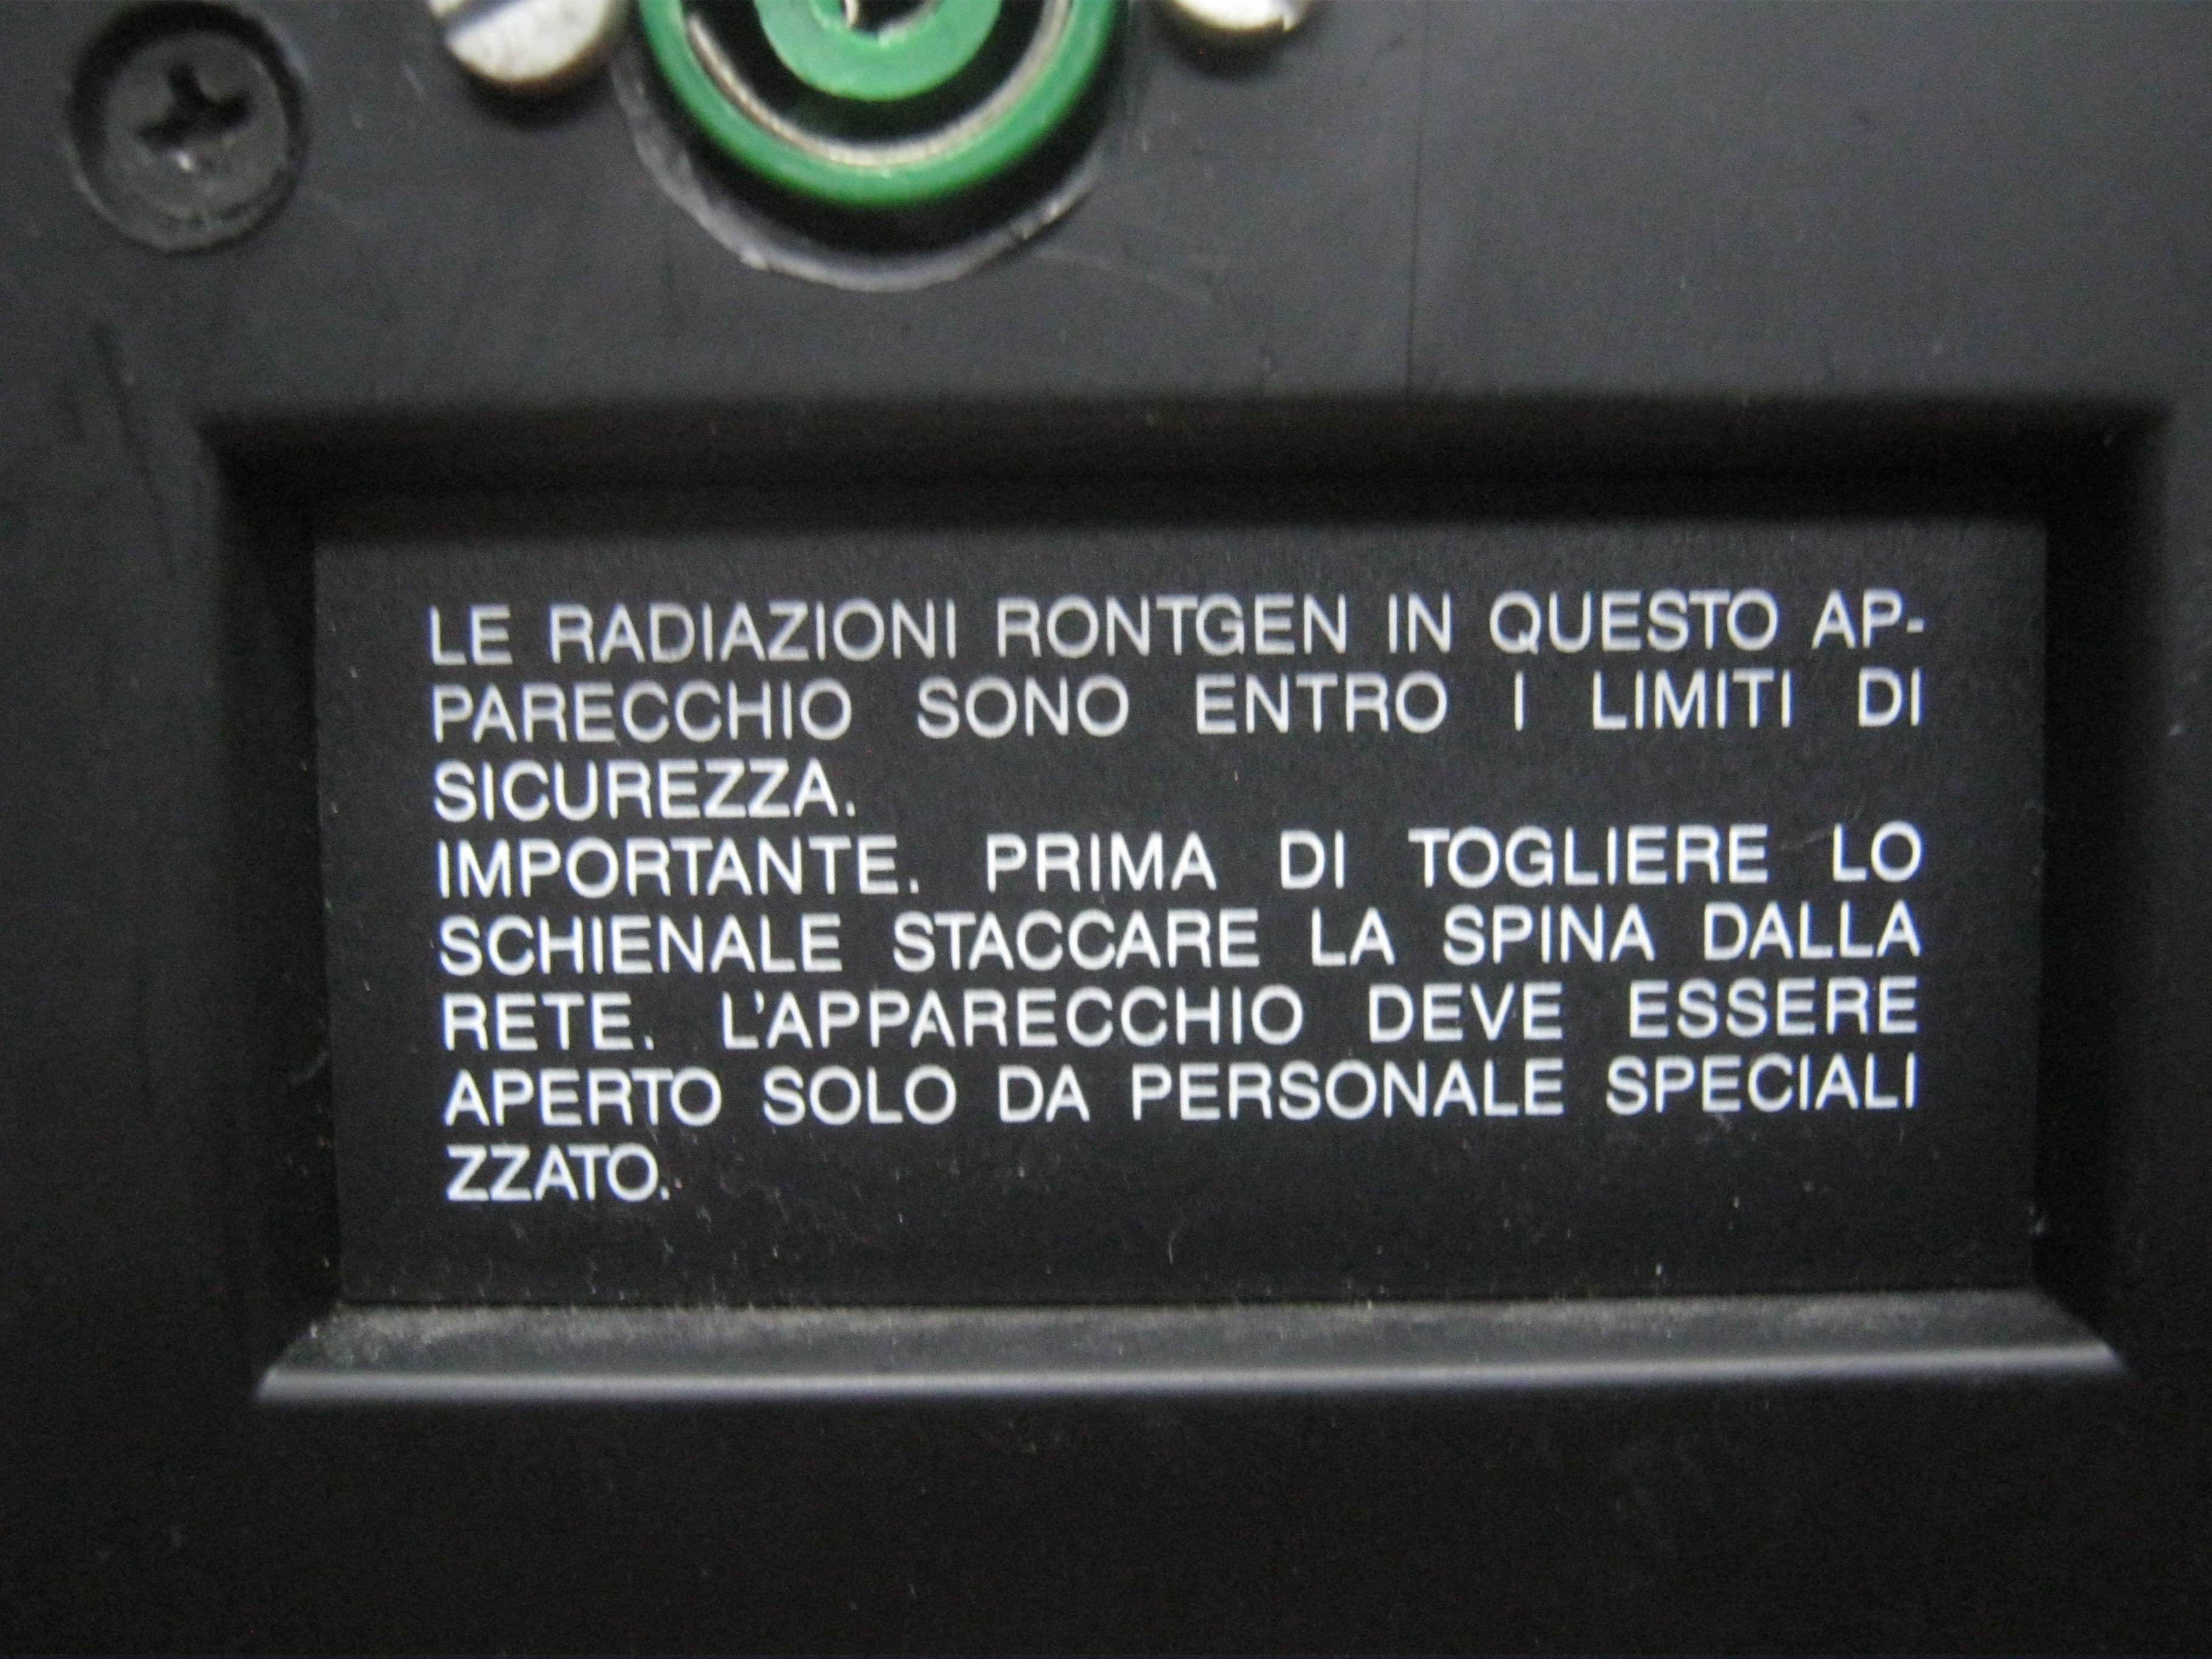 LE RADIAZIONI RONTGEN IN QUESTO AP-
PARECCHIO SONO ENTRO I LIMITI DI
SICUREZZA.
IMPORTANTE. PRIMA DI TOGLIERE LO
SCHIENALE STACCARE LA SPINA DALLA
RETE. L'APPARECCHIO DEVE ESSERE
APERTO SOLO DA PERSONALE SPECIALI
ZZATO.